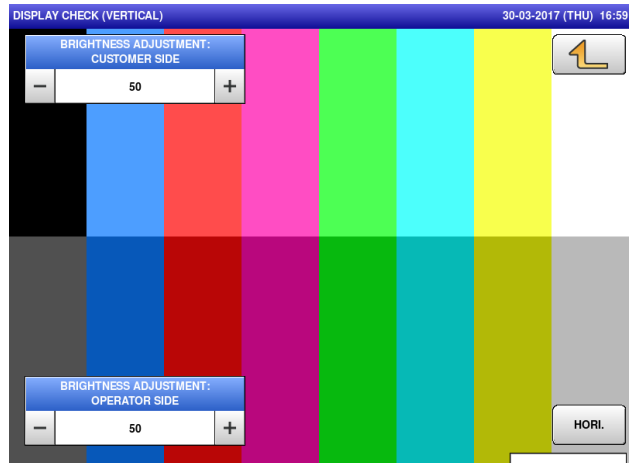 DISPLAY CHECK (VERTICAL) 30-03-2017 (THU) 16:59
BRIGHTNESS ADJUSTMENT:
CUSTOMER SIDE
− 50 +
BRIGHTNESS ADJUSTMENT:
OPERATOR SIDE
− 50 +
HORI.